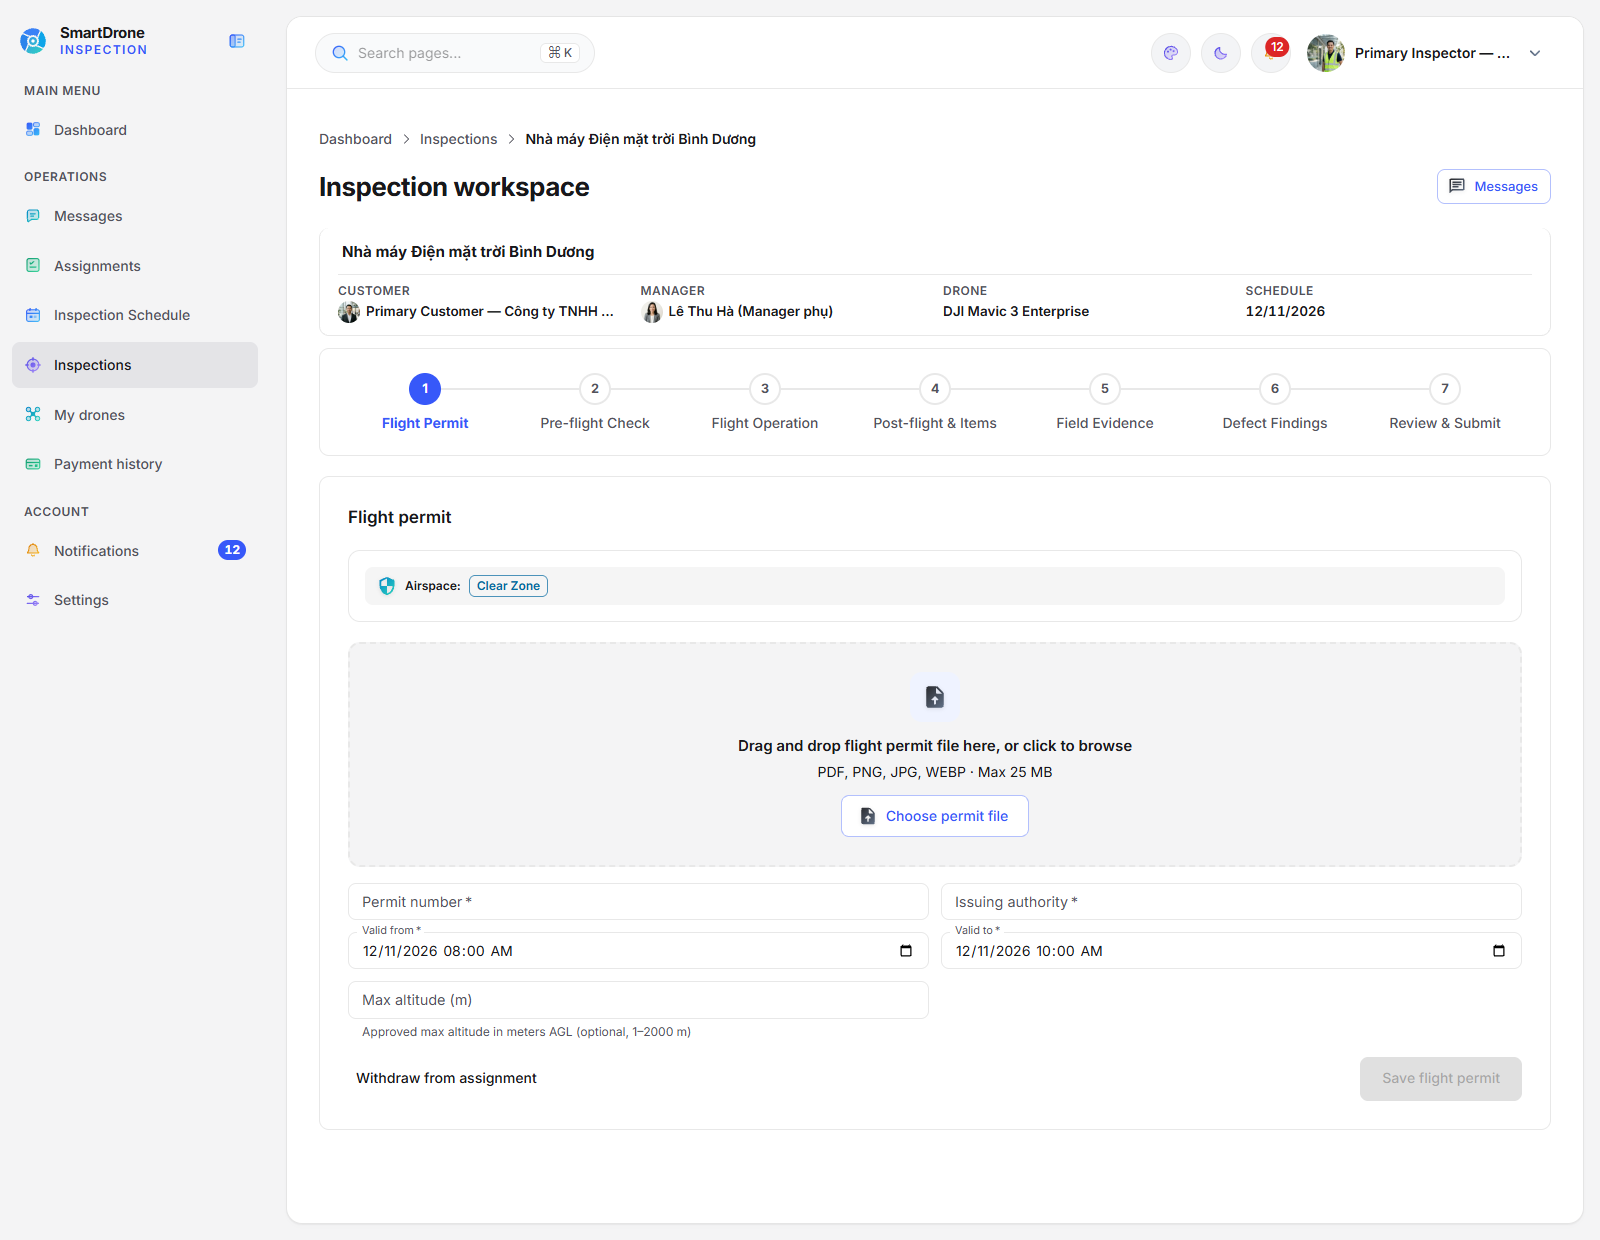 SmartDrone
INSPECTION
MAIN MENU
Dashboard
OPERATIONS
Messages
Assignments
Inspection Schedule
Inspections
My drones
Payment history
ACCOUNT
Notifications
12
Settings
Search pages...
⌘ K
12
Primary Inspector — ...
Dashboard > Inspections > Nhà máy Điện mặt trời Bình Dương
Inspection workspace
Messages
Nhà máy Điện mặt trời Bình Dương
CUSTOMER
Primary Customer — Công ty TNHH ...
MANAGER
Lê Thu Hà (Manager phụ)
DRONE
DJI Mavic 3 Enterprise
SCHEDULE
12/11/2026
1
Flight Permit
2
Pre-flight Check
3
Flight Operation
4
Post-flight & Items
5
Field Evidence
6
Defect Findings
7
Review & Submit
Flight permit
Airspace: Clear Zone
Drag and drop flight permit file here, or click to browse
PDF, PNG, JPG, WEBP · Max 25 MB
Choose permit file
Permit number *
Issuing authority *
Valid from *
12/11/2026 08:00 AM
Valid to *
12/11/2026 10:00 AM
Max altitude (m)
Approved max altitude in meters AGL (optional, 1–2000 m)
Withdraw from assignment
Save flight permit